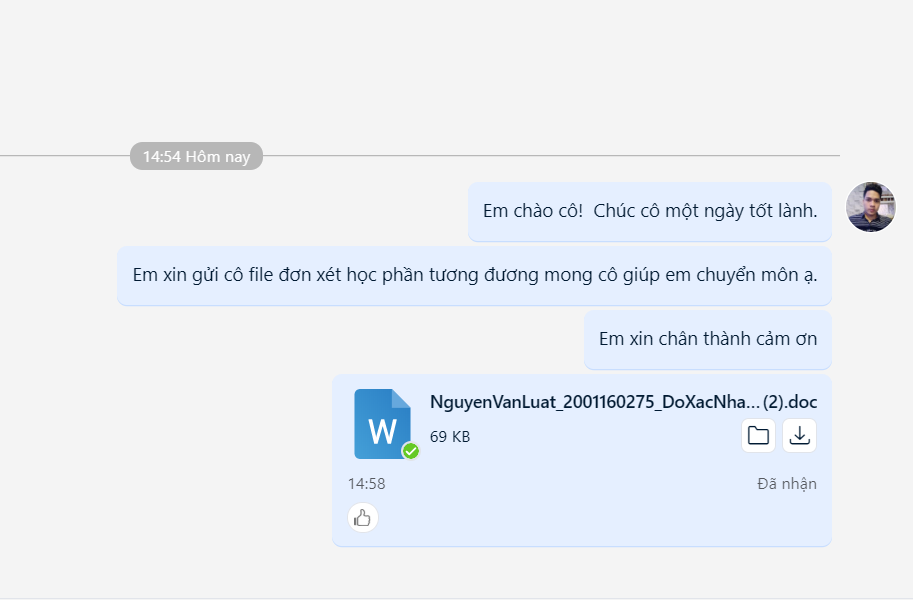 14:54 Hôm nay
Em chào cô!  Chúc cô một ngày tốt lành.
Em xin gửi cô file đơn xét học phần tương đương mong cô giúp em chuyển môn ạ.
Em xin chân thành cảm ơn
W
NguyenVanLuat_2001160275_DoXacNha... (2).doc
69 KB
14:58
Đã nhận